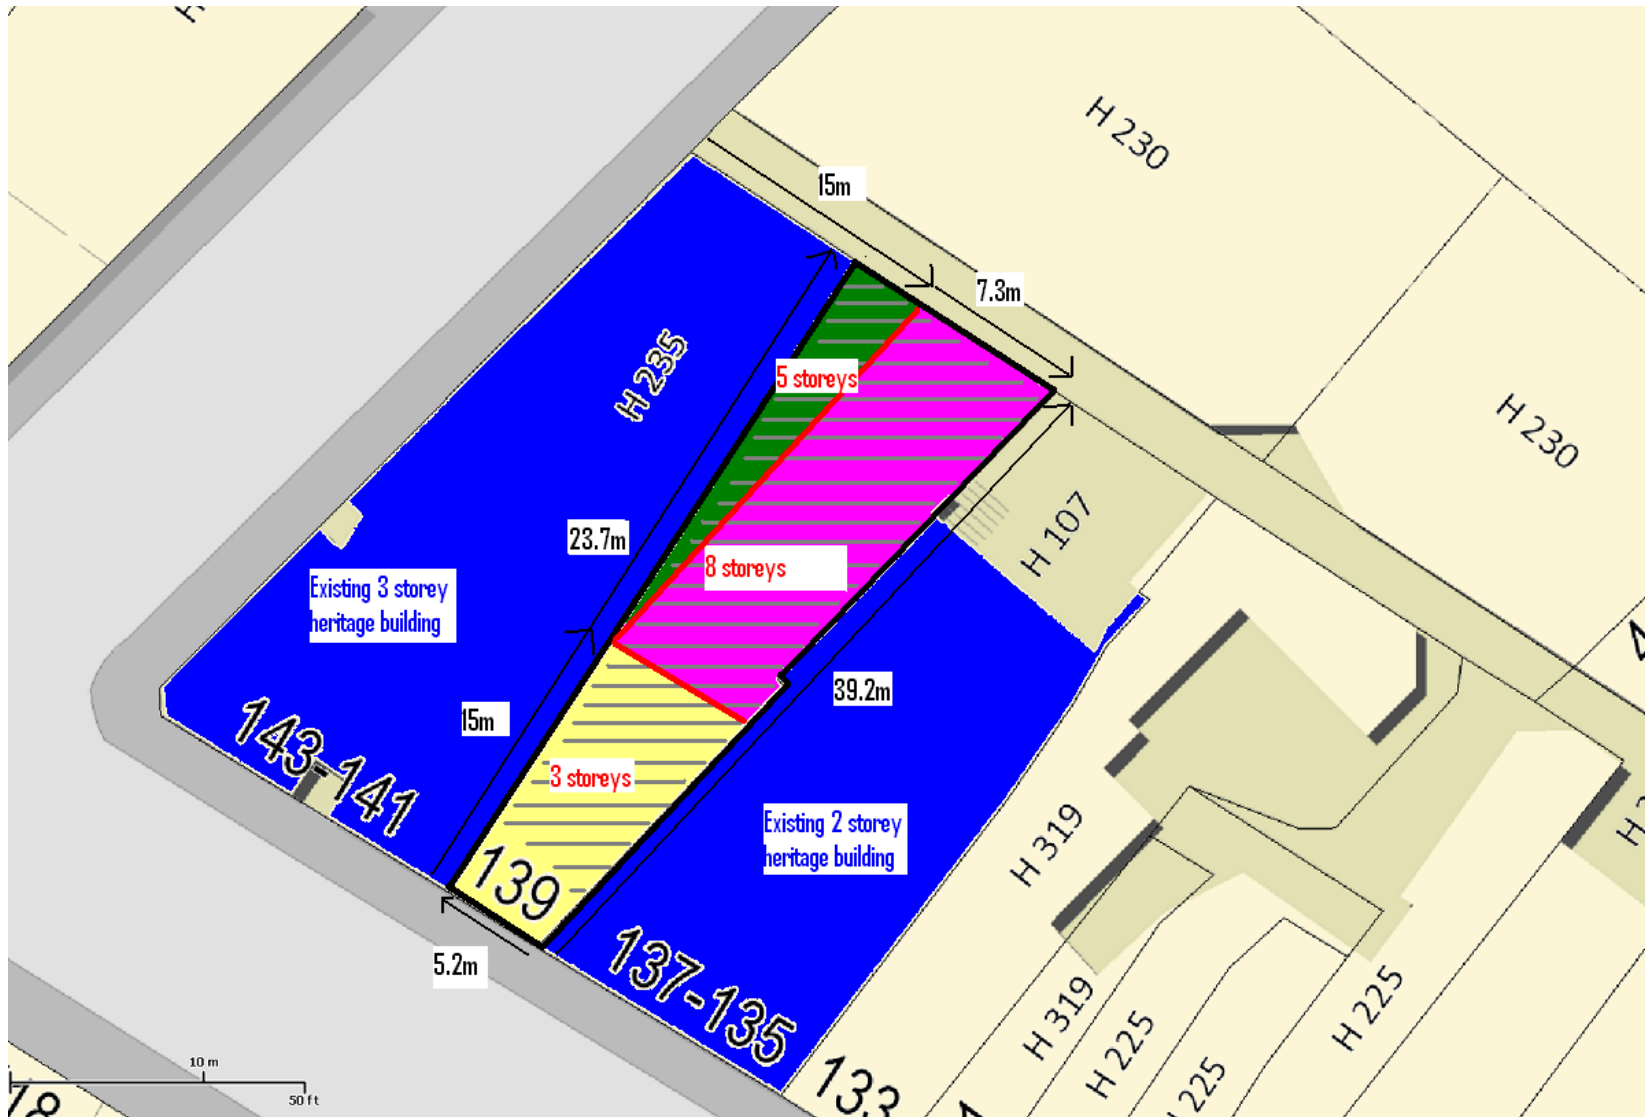 H 230
15m
7.3m
H 235
5 storeys
H 230
23.7m
8 storeys
H 107
Existing 3 storey
heritage building
15m
39.2m
143-141
3 storeys
Existing 2 storey
heritage building
H 319
139
5.2m
137-135
H 319
H 225
H 225
225
133
10 m
50 ft
18